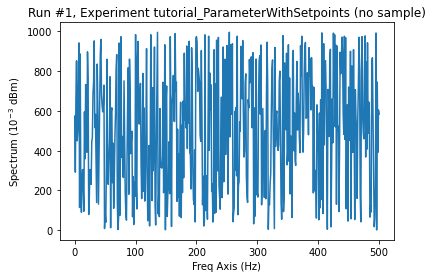 Run #1, Experiment tutorial_ParameterWithSetpoints (no sample)
1000
800
600
400
200
0
Spectrum (10⁻³ dBm)
0 100 200 300 400 500
Freq Axis (Hz)